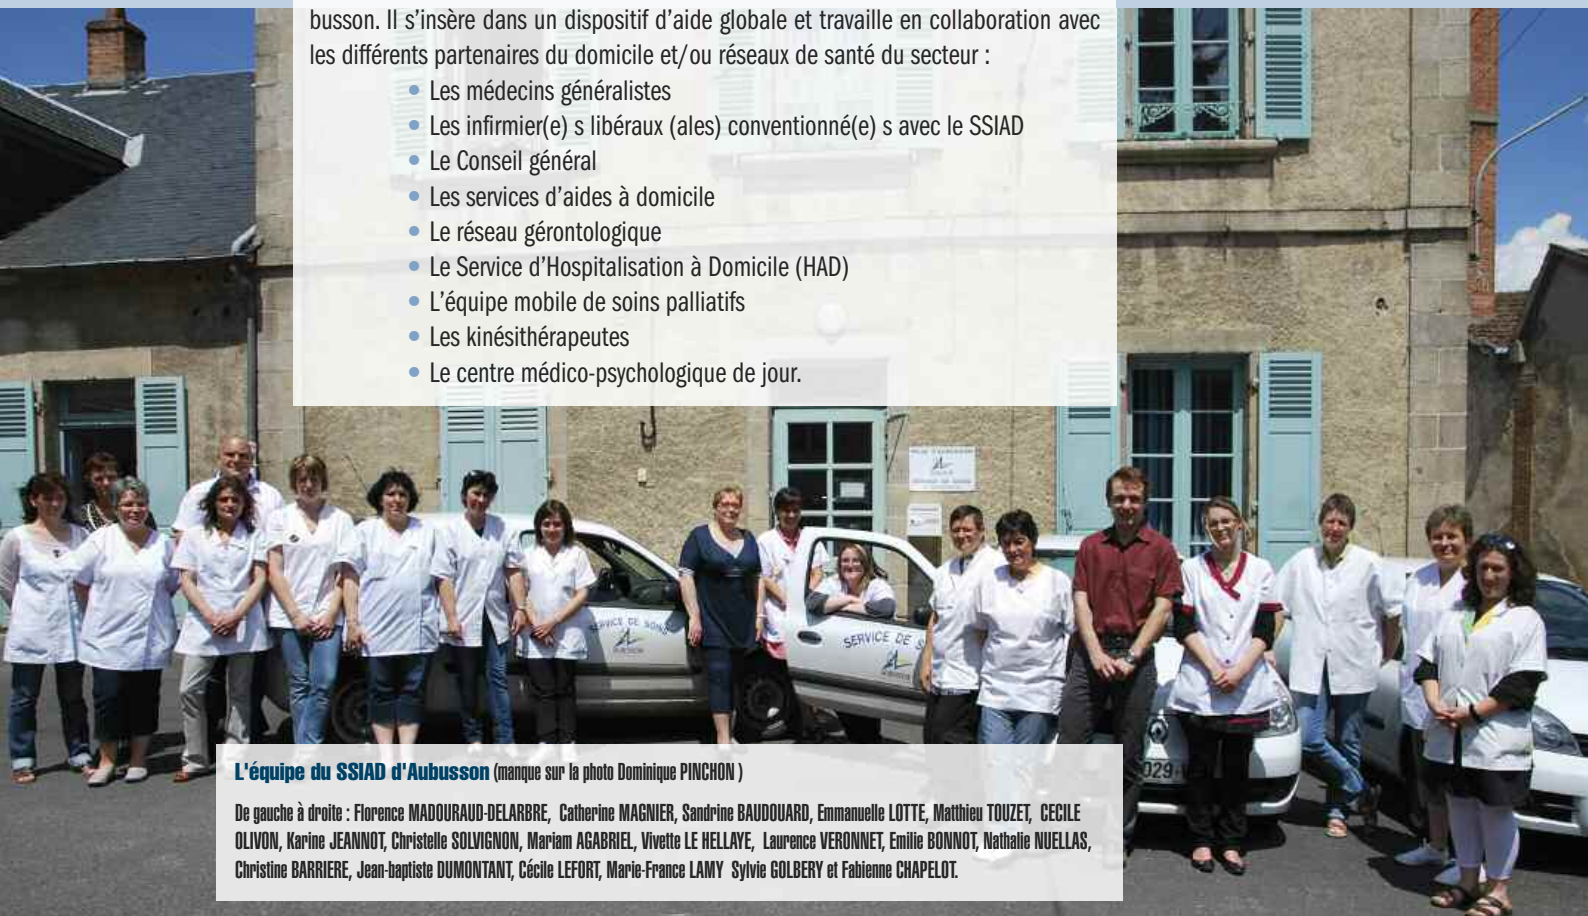 busson. Il s’insère dans un dispositif d’aide globale et travaille en collaboration avec
les différents partenaires du domicile et/ou réseaux de santé du secteur :
• Les médecins généralistes
• Les infirmier(e) s libéraux (ales) conventionné(e) s avec le SSIAD
• Le Conseil général
• Les services d’aides à domicile
• Le réseau gérontologique
• Le Service d’Hospitalisation à Domicile (HAD)
• L’équipe mobile de soins palliatifs
• Les kinésithérapeutes
• Le centre médico-psychologique de jour.
SERVICE DE SOINS
AUBUSSON
SERVICE DE S
AUBUSSON
029
L'équipe du SSIAD d'Aubusson (manque sur la photo Dominique PINCHON )
De gauche à droite : Florence MADOURAUD-DELARBRE, Catherine MAGNIER, Sandrine BAUDOUARD, Emmanuelle LOTTE, Matthieu TOUZET, CECILE
OLIVON, Karine JEANNOT, Christelle SOLVIGNON, Mariam AGABRIEL, Vivette LE HELLAYE, Laurence VERONNET, Emilie BONNOT, Nathalie NUELLAS,
Christine BARRIERE, Jean-baptiste DUMONTANT, Cécile LEFORT, Marie-France LAMY Sylvie GOLBERY et Fabienne CHAPELOT.